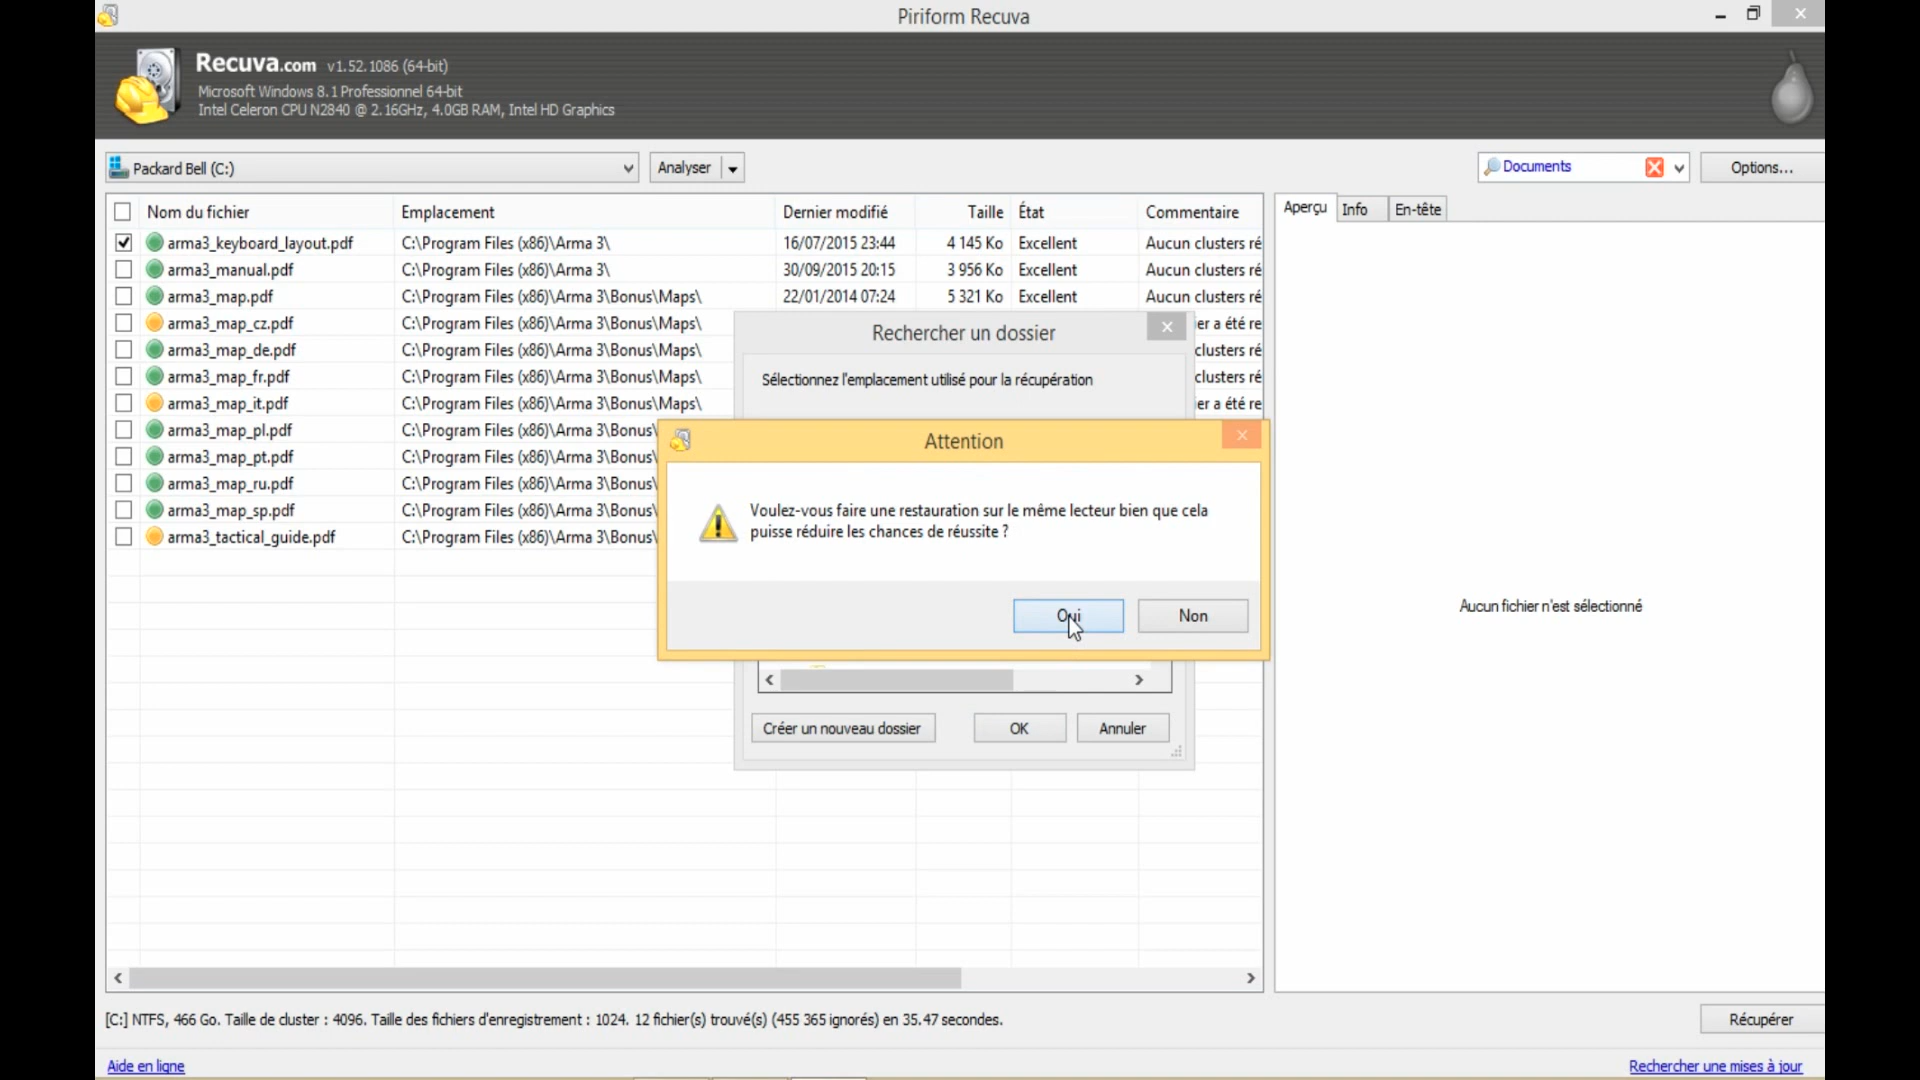 Piriform Recuva
Recuva.com v1.52.1086 (64-bit)
Microsoft Windows 8.1 Professionnel 64-bit
Intel Celeron CPU N2840 @ 2.16GHz, 4.0GB RAM, Intel HD Graphics
Packard Bell (C:) Analyser Documents Options...
Nom du fichier Emplacement Dernier modifié Taille État Commentaire
arma3_keyboard_layout.pdf C:\Program Files (x86)\Arma 3\ 16/07/2015 23:44 4 145 Ko Excellent Aucun clusters ré
arma3_manual.pdf C:\Program Files (x86)\Arma 3\ 30/09/2015 20:15 3 956 Ko Excellent Aucun clusters ré
arma3_map.pdf C:\Program Files (x86)\Arma 3\Bonus\Maps\ 22/01/2014 07:24 5 321 Ko Excellent Aucun clusters ré
arma3_map_cz.pdf C:\Program Files (x86)\Arma 3\Bonus\Maps\ er a été re
arma3_map_de.pdf C:\Program Files (x86)\Arma 3\Bonus\Maps\ clusters ré
arma3_map_fr.pdf C:\Program Files (x86)\Arma 3\Bonus\Maps\ clusters ré
arma3_map_it.pdf C:\Program Files (x86)\Arma 3\Bonus\Maps\ er a été re
arma3_map_pl.pdf C:\Program Files (x86)\Arma 3\Bonus\
arma3_map_pt.pdf C:\Program Files (x86)\Arma 3\Bonus\
arma3_map_ru.pdf C:\Program Files (x86)\Arma 3\Bonus\
arma3_map_sp.pdf C:\Program Files (x86)\Arma 3\Bonus\
arma3_tactical_guide.pdf C:\Program Files (x86)\Arma 3\Bonus\
Rechercher un dossier
Sélectionnez l'emplacement utilisé pour la récupération
Attention
Voulez-vous faire une restauration sur le même lecteur bien que cela
puisse réduire les chances de réussite ?
Oui Non
Créer un nouveau dossier OK Annuler
Aperçu Info En-tête
Aucun fichier n'est sélectionné
[C:] NTFS, 466 Go. Taille de cluster : 4096. Taille des fichiers d'enregistrement : 1024. 12 fichier(s) trouvé(s) (455 365 ignorés) en 35.47 secondes.
Récupérer
Aide en ligne Rechercher une mises à jour